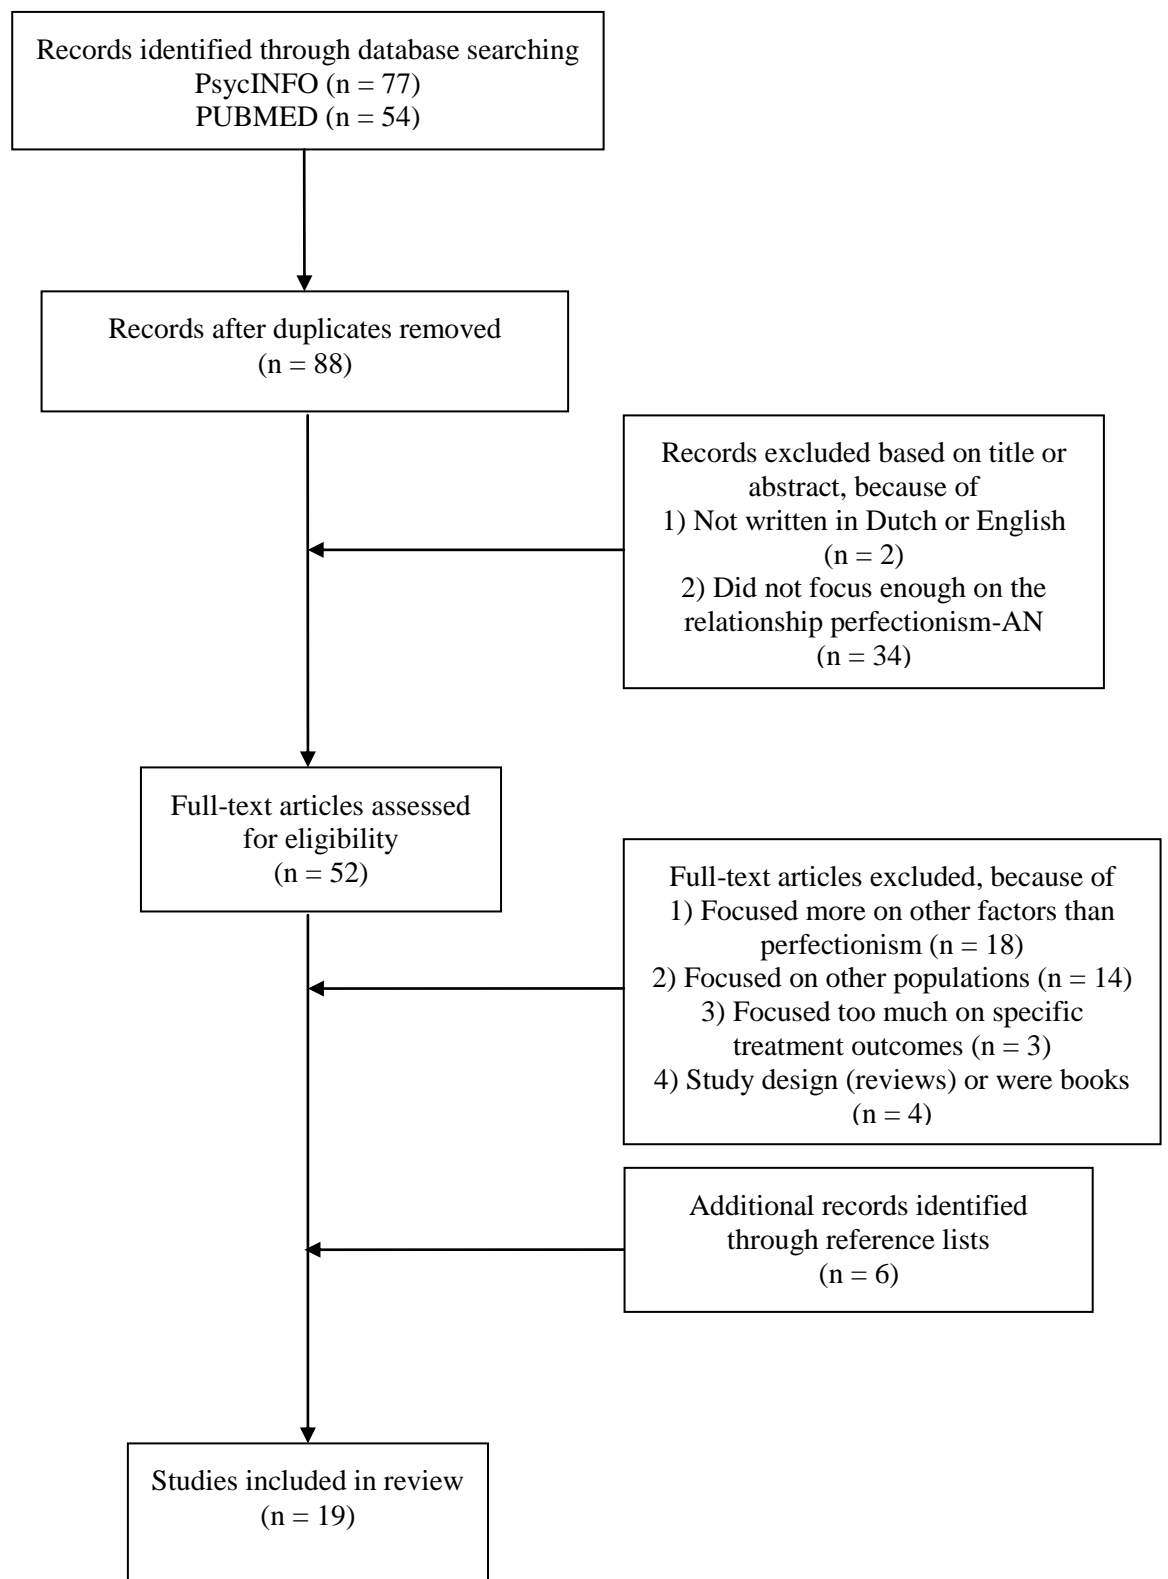 Records identified through database searching
PsycINFO (n = 77)
PUBMED (n = 54)
Records after duplicates removed
(n = 88)
Records excluded based on title or
abstract, because of
1) Not written in Dutch or English
(n = 2)
2) Did not focus enough on the
relationship perfectionism-AN
(n = 34)
Full-text articles assessed
for eligibility
(n = 52)
Full-text articles excluded, because of
1) Focused more on other factors than
perfectionism (n = 18)
2) Focused on other populations (n = 14)
3) Focused too much on specific
treatment outcomes (n = 3)
4) Study design (reviews) or were books
(n = 4)
Additional records identified
through reference lists
(n = 6)
Studies included in review
(n = 19)